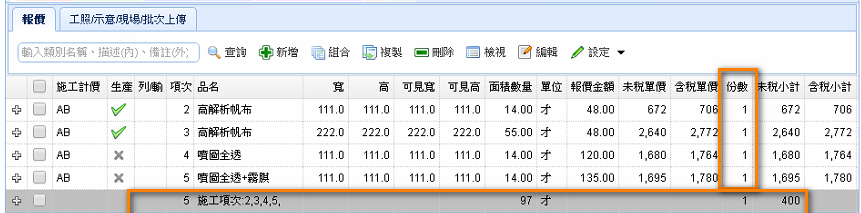 報價 工照/示意/現場/批次上傳
輸入類別名稱、描述(內)、備註(外) 查詢 新增 組合 複製 刪除 檢視 編輯 設定
施工計價 生產 列/輸 項次 品名 寬 高 可見寬 可見高 面積數量 單位 報價金額 未稅單價 含稅單價 份數 未稅小計 含稅小計
AB 2 高解析帆布 111.0 111.0 111.0 111.0 14.00 才 48.00 672 706 1 672 706
AB 3 高解析帆布 222.0 222.0 222.0 222.0 55.00 才 48.00 2,640 2,772 1 2,640 2,772
AB 4 噴圖全透 111.0 111.0 111.0 111.0 14.00 才 120.00 1,680 1,764 1 1,680 1,764
AB 5 噴圖全透+霧膜 111.0 111.0 111.0 111.0 14.00 才 135.00 1,695 1,780 1 1,695 1,780
5 施工項次:2,3,4,5, 97 才 1 400